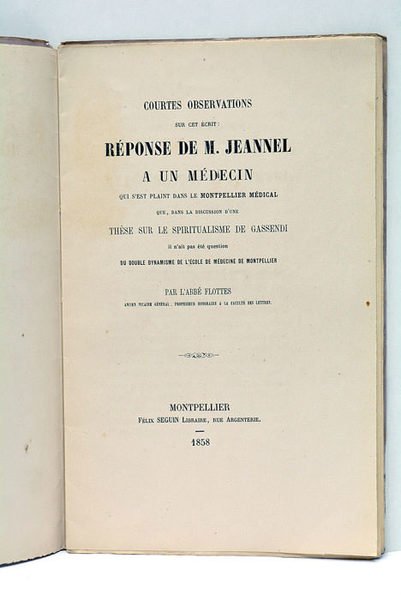 COURTES OBSERVATIONS
SUR CET ÉCRIT:
RÉPONSE DE M. JEANNEL
A UN MÉDECIN
QUI S'EST PLAINT DANS LE MONTPELLIER MÉDICAL
QUE, DANS LA DISCUSSION D'UNE
THÈSE SUR LE SPIRITUALISME DE GASSENDI
il n'ait pas été question
DU DOUBLE DYNAMISME DE L'ÉCOLE DE MÉDECINE DE MONTPELLIER
PAR L'ABBÉ FLOTTES
ANCIEN VICAIRE GÉNÉRAL; PROFESSEUR HONORAIRE A LA FACULTÉ DES LETTRES.
MONTPELLIER
FÉLIX SEGUIN LIBRAIRE, RUE ARGENTERIE.
1858